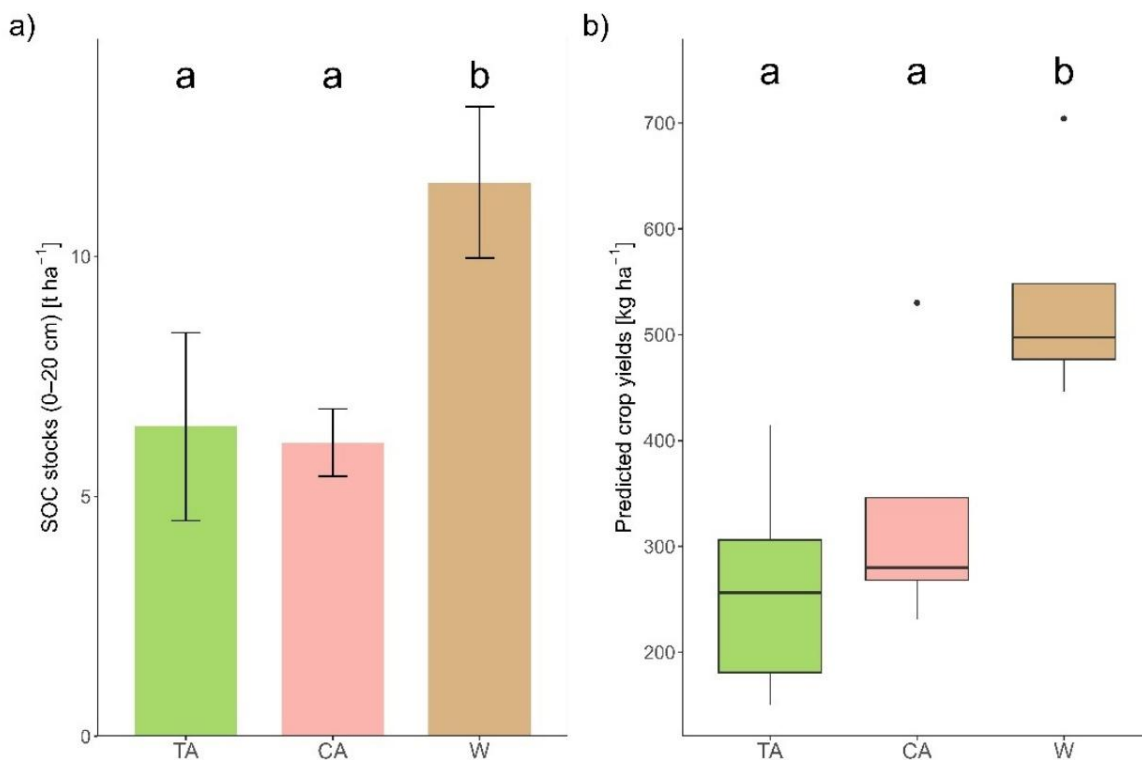 a)
a a b
SOC stocks (0–20 cm) [t ha⁻¹]
10
5
0
TA CA W
b)
a a b
Predicted crop yields [kg ha⁻¹]
700
600
500
400
300
200
TA CA W